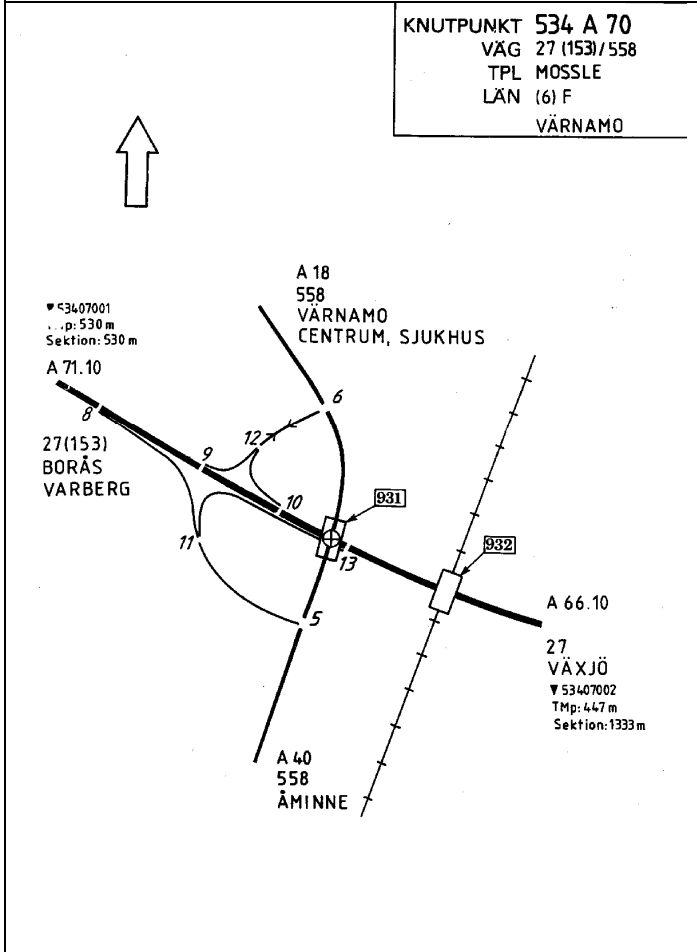 KNUTPUNKT 534 A 70
VÄG 27 (153)/558
TPL MOSSLE
LÄN (6) F
VÄRNAMO
A 18
558
VÄRNAMO
CENTRUM, SJUKHUS
53407001
530 m
Sektion: 530 m
A 71.10
8
27(153)
BORÅS
VARBERG
6
12
9
10
931
11
13
932
5
A 66.10
27
VÄXJÖ
▼ 53407002
TMp: 447 m
Sektion: 1333 m
A 40
558
ÅMINNE